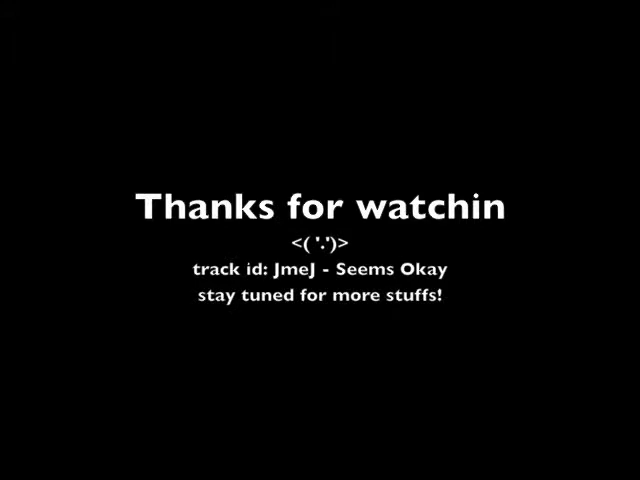 Thanks for watchin
<( '.')>
track id: JmeJ - Seems Okay
stay tuned for more stuffs!